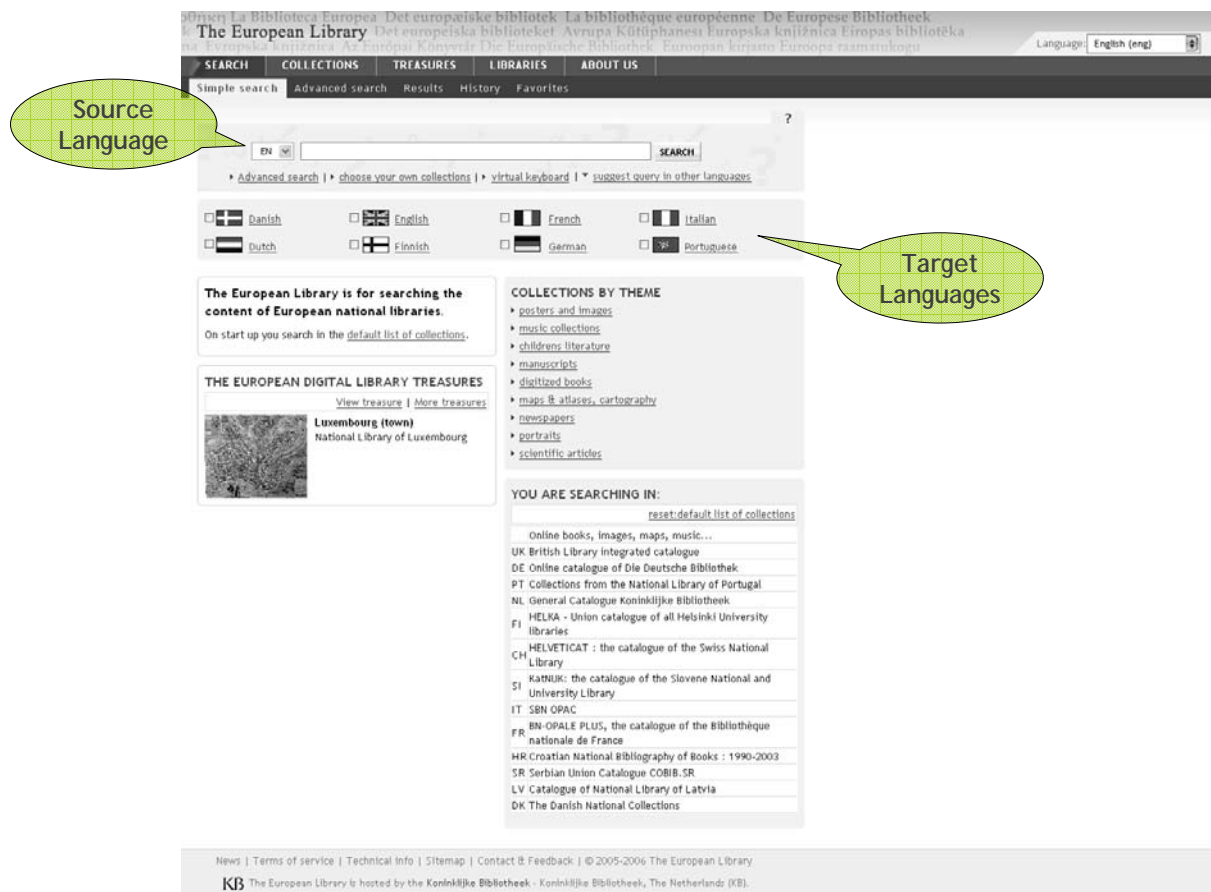 The European Library
Language: English (eng)
SEARCH COLLECTIONS TREASURES LIBRARIES ABOUT US
Simple search Advanced search Results History Favorites
Source
Language
?
EN SEARCH
Advanced search | choose your own collections | virtual keyboard | suggest query in other languages
Danish English French Italian
Dutch Finnish German Portuguese
Target
Languages
The European Library is for searching the
content of European national libraries.
On start up you search in the default list of collections.
THE EUROPEAN DIGITAL LIBRARY TREASURES
View treasure | More treasures
Luxembourg (town)
National Library of Luxembourg
COLLECTIONS BY THEME
posters and images
music collections
childrens literature
manuscripts
digitized books
maps & atlases, cartography
newspapers
portraits
scientific articles
YOU ARE SEARCHING IN:
reset:default list of collections
Online books, images, maps, music...
UK British Library integrated catalogue
DE Online catalogue of Die Deutsche Bibliothek
PT Collections from the National Library of Portugal
NL General Catalogue Koninklijke Bibliotheek
FI HELKA - Union catalogue of all Helsinki University
libraries
CH HELVETICAT : the catalogue of the Swiss National
Library
SI KatNUK: the catalogue of the Slovene National and
University Library
IT SBN OPAC
FR BN-OPALE PLUS, the catalogue of the Bibliothèque
nationale de France
HR Croatian National Bibliography of Books : 1990-2003
SR Serbian Union Catalogue COBIB.SR
LV Catalogue of National Library of Latvia
DK The Danish National Collections
News | Terms of service | Technical info | Sitemap | Contact & Feedback | © 2005-2006 The European Library
KB The European Library is hosted by the Koninklijke Bibliotheek - Koninklijke Bibliotheek, The Netherlands (KB).